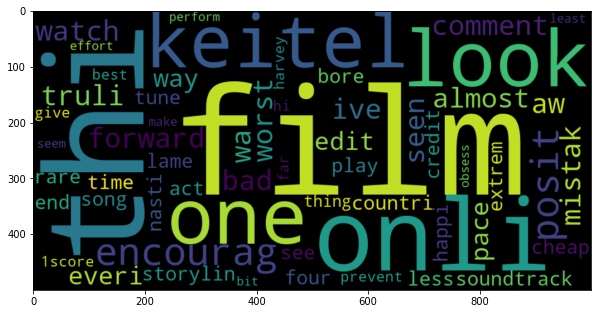 0
100
200
300
400
0 200 400 600 800
perform
least
watch
effort
keitel
comment
look
best
way
harvey
bore
truli
tune
hi
ive
almost
aw
give
make
was
worst
edit
seen
credit
thi
film
seem
forward
lame
far
play
obsess
extrem
posit
mistak
rare
time
nasti
act
bad
thing
countri
end
song
one
onli
happi
pace
encourag
see
cheap
1score
everi
storylin
bit
four
prevent
less
soundtrack